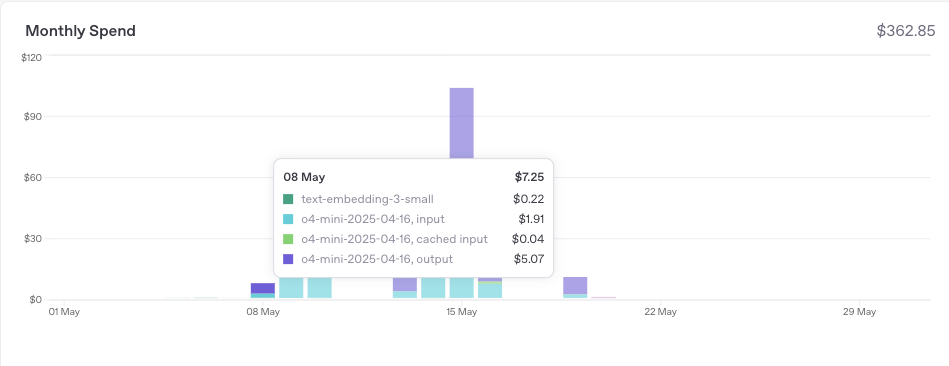 Monthly Spend $362.85
$120
$90
$60
$30
$0
08 May $7.25
text-embedding-3-small $0.22
o4-mini-2025-04-16, input $1.91
o4-mini-2025-04-16, cached input $0.04
o4-mini-2025-04-16, output $5.07
01 May 08 May 15 May 22 May 29 May